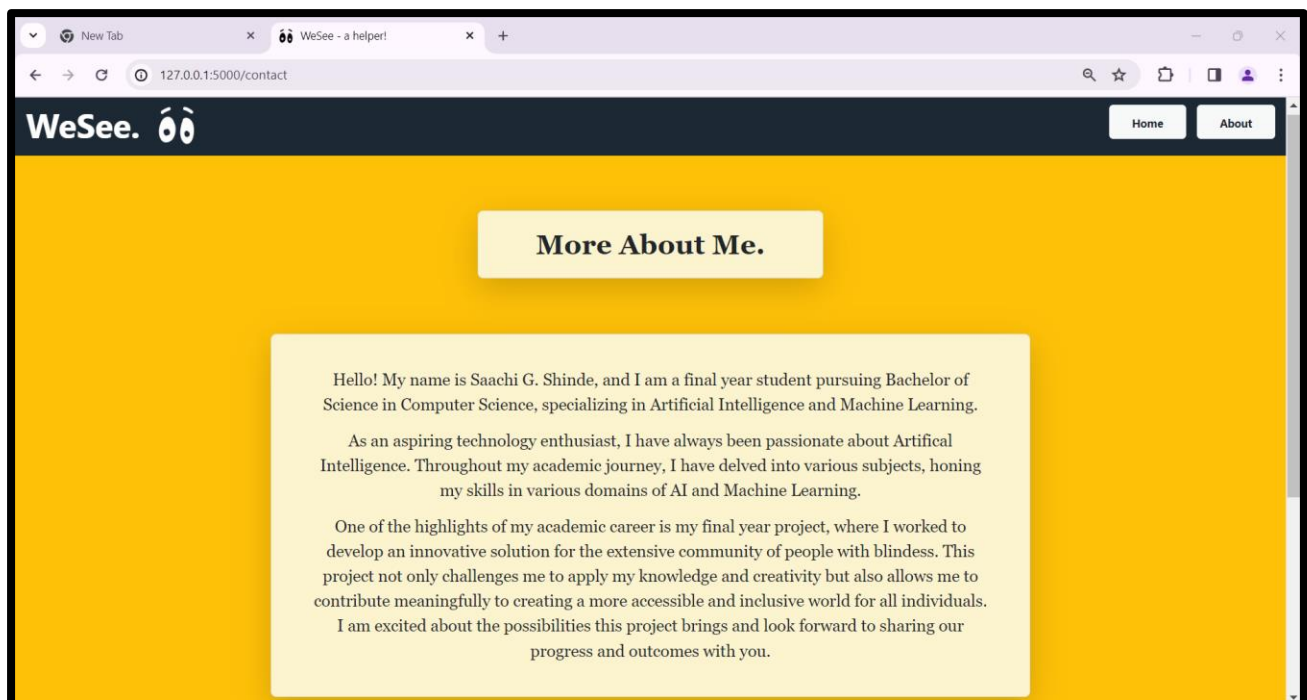 New Tab
WeSee - a helper!
127.0.0.1:5000/contact
WeSee.
Home
About
More About Me.
Hello! My name is Saachi G. Shinde, and I am a final year student pursuing Bachelor of
Science in Computer Science, specializing in Artificial Intelligence and Machine Learning.
As an aspiring technology enthusiast, I have always been passionate about Artifical
Intelligence. Throughout my academic journey, I have delved into various subjects, honing
my skills in various domains of AI and Machine Learning.
One of the highlights of my academic career is my final year project, where I worked to
develop an innovative solution for the extensive community of people with blindess. This
project not only challenges me to apply my knowledge and creativity but also allows me to
contribute meaningfully to creating a more accessible and inclusive world for all individuals.
I am excited about the possibilities this project brings and look forward to sharing our
progress and outcomes with you.